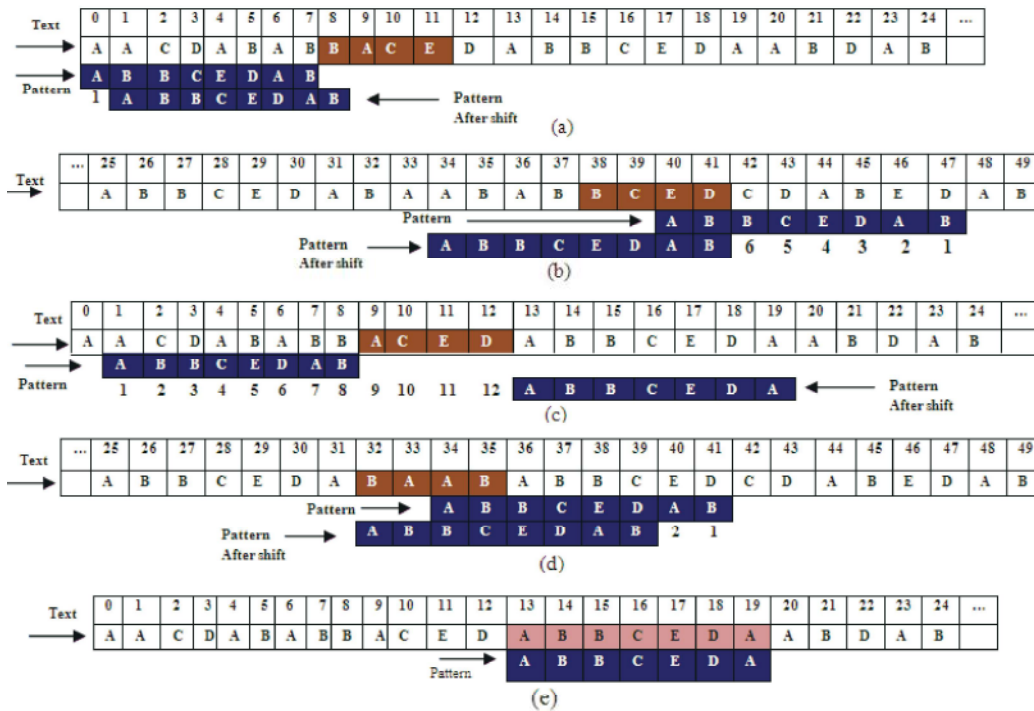 0 1 2 3 4 5 6 7 8 9 10 11 12 13 14 15 16 17 18 19 20 21 22 23 24 ...
Text
A A C D A B A B B A C E D A B B C E D A A B D A B
A B B C E D A B
Pattern
1 A B B C E D A B Pattern
After shift
(a)
... 25 26 27 28 29 30 31 32 33 34 35 36 37 38 39 40 41 42 43 44 45 46 47 48 49
Text
A B B C E D A B A A B A B B C E D C D A B E D A B
Pattern A B B C E D A B
Pattern
After shift
A B B C E D A B 6 5 4 3 2 1
(b)
0 1 2 3 4 5 6 7 8 9 10 11 12 13 14 15 16 17 18 19 20 21 22 23 24 ...
Text
A A C D A B A B B A C E D A B B C E D A A B D A B
A B B C E D A B
Pattern
1 2 3 4 5 6 7 8 9 10 11 12 A B B C E D A Pattern
After shift
(c)
... 25 26 27 28 29 30 31 32 33 34 35 36 37 38 39 40 41 42 43 44 45 46 47 48 49
Text
A B B C E D A B A A B A B B C E D C D A B E D A B
Pattern A B B C E D A B
Pattern
After shift
A B B C E D A B 2 1
(d)
0 1 2 3 4 5 6 7 8 9 10 11 12 13 14 15 16 17 18 19 20 21 22 23 24 ...
Text
A A C D A B A B B A C E D A B B C E D A A B D A B
A B B C E D A
Pattern
(e)